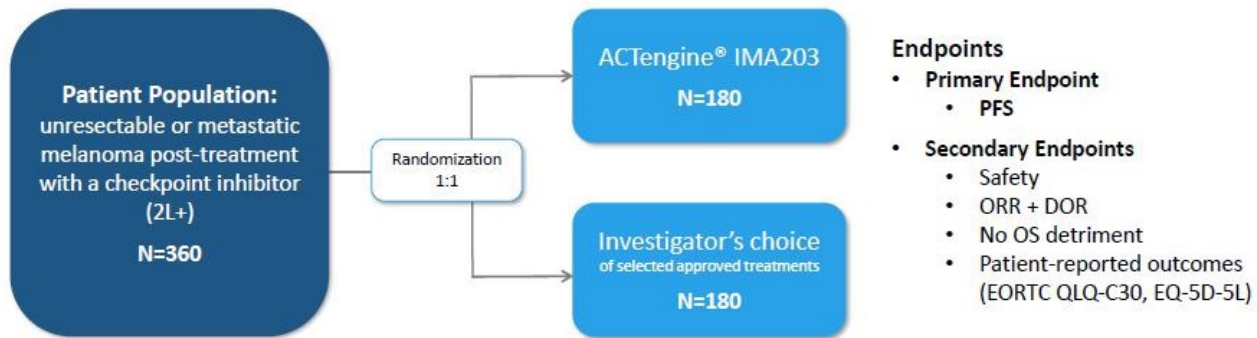 Patient Population:
unresectable or metastatic
melanoma post-treatment
with a checkpoint inhibitor
(2L+)
N=360
Randomization
1:1
ACTengine® IMA203
N=180
Investigator’s choice
of selected approved treatments
N=180
Endpoints
• Primary Endpoint
• PFS
• Secondary Endpoints
• Safety
• ORR + DOR
• No OS detriment
• Patient-reported outcomes
(EORTC QLQ-C30, EQ-5D-5L)